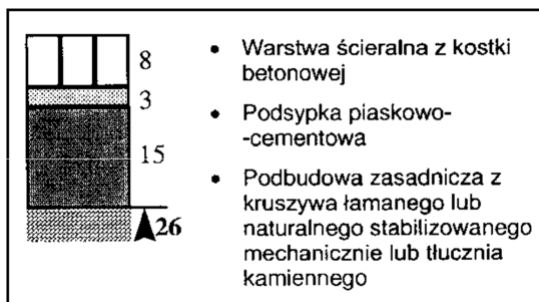 8
3
15
26
• Warstwa ścieralna z kostki
betonowej
• Podsypka piaskowo-
-cementowa
• Podbudowa zasadnicza z
kruszywa łamanego lub
naturalnego stabilizowanego
mechanicznie lub tłucznia
kamiennego